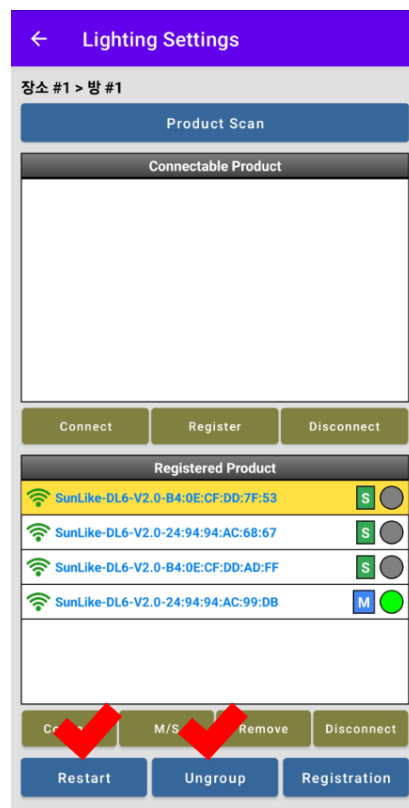 Lighting Settings
장소 #1 > 방 #1
Product Scan
Connectable Product
Connect Register Disconnect
Registered Product
SunLike-DL6-V2.0-B4:0E:CF:DD:7F:53 S
SunLike-DL6-V2.0-24:94:94:AC:68:67 S
SunLike-DL6-V2.0-B4:0E:CF:DD:AD:FF S
SunLike-DL6-V2.0-24:94:94:AC:99:DB M
M/S Remove Disconnect
Restart Ungroup Registration